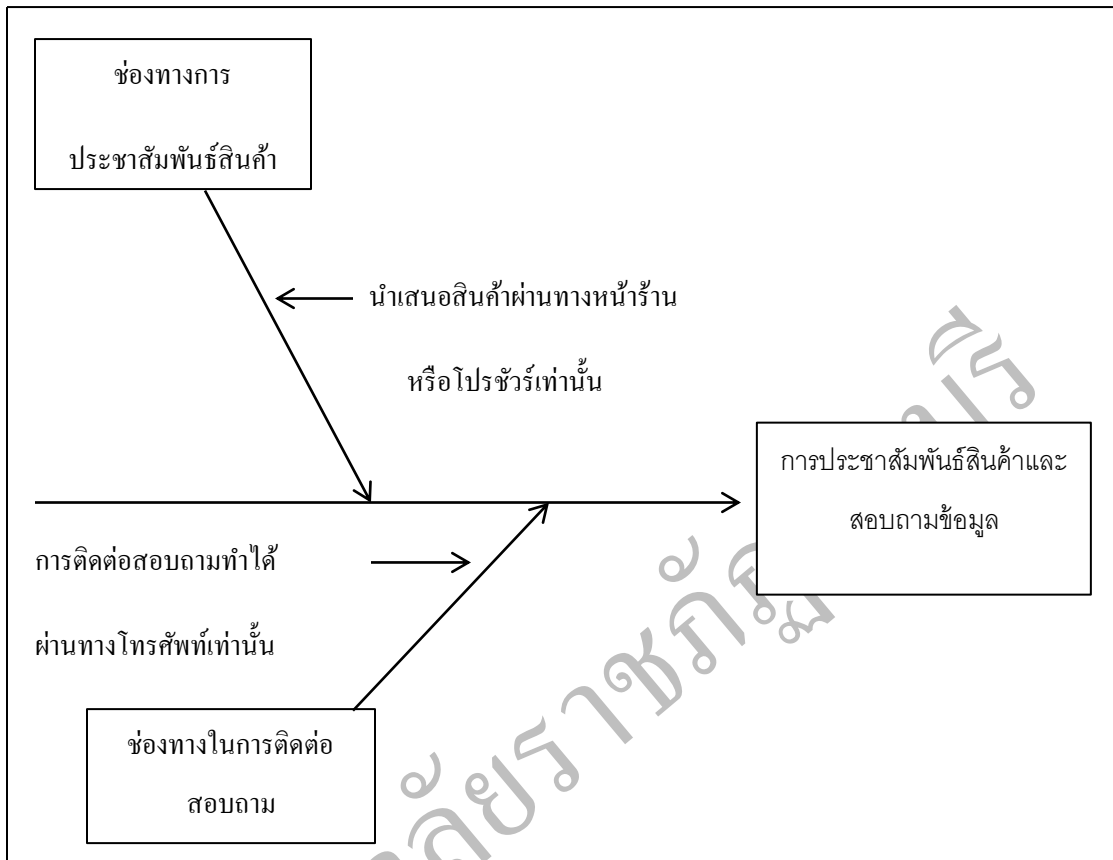 ช่องทางการ
ประชาสัมพันธ์สินค้า
นำเสนอสินค้าผ่านทางหน้าร้าน
หรือโปรชัวร์เท่านั้น
การประชาสัมพันธ์สินค้าและ
สอบถามข้อมูล
การติดต่อสอบถามทำได้
ผ่านทางโทรศัพท์เท่านั้น
ช่องทางในการติดต่อ
สอบถาม
ลัยราชภัฏ